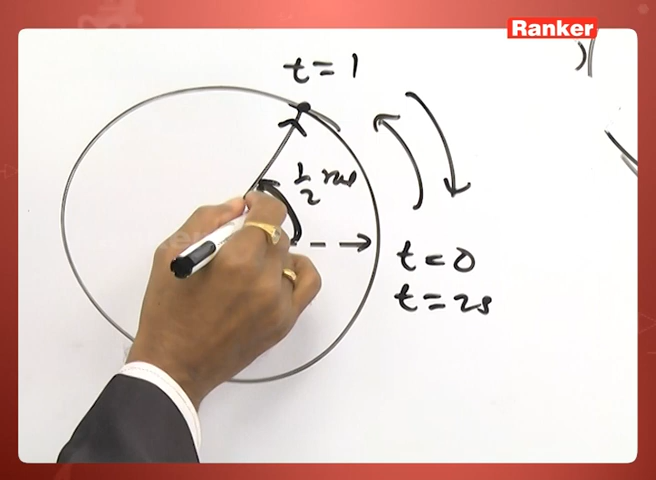 Ranker
t = 1
1/2 rad
t = 0
t = 2s